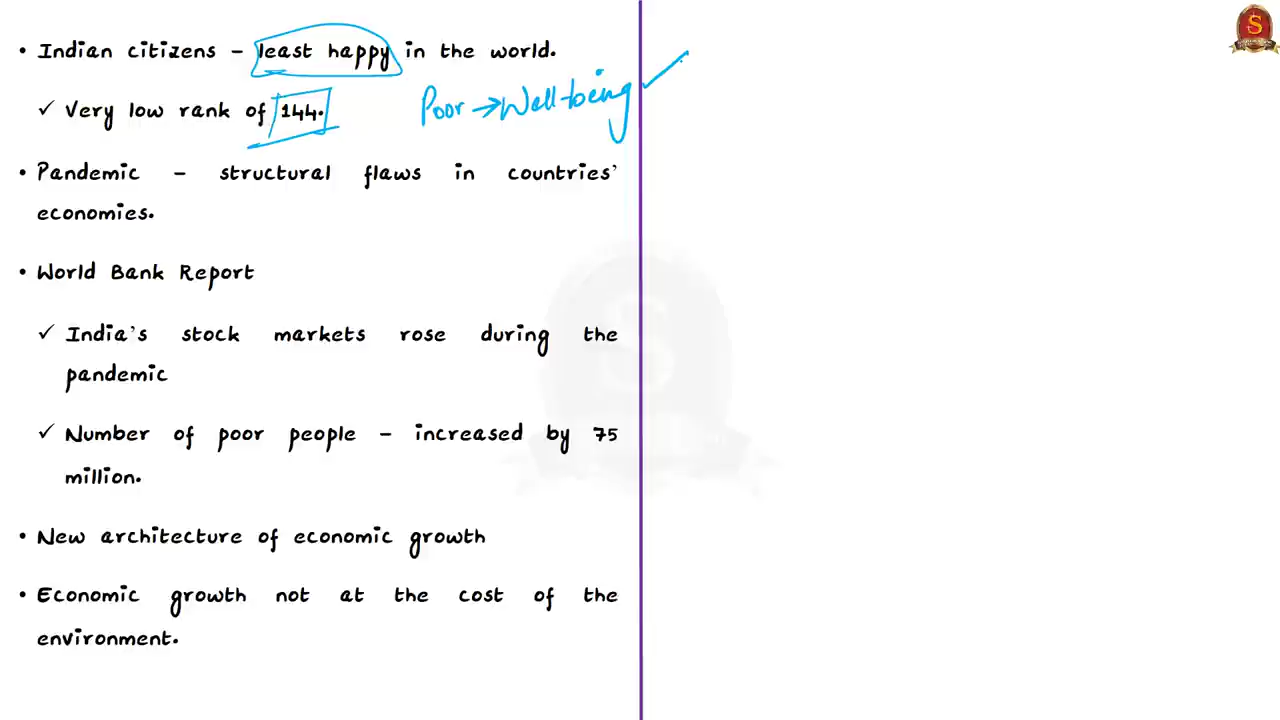 • Indian citizens – least happy in the world.
✓ Very low rank of 144.
Poor → Well-being ✓
• Pandemic – structural flaws in countries'
economies.
• World Bank Report
✓ India's stock markets rose during the
pandemic
✓ Number of poor people – increased by 75
million.
• New architecture of economic growth
• Economic growth not at the cost of the
environment.
S